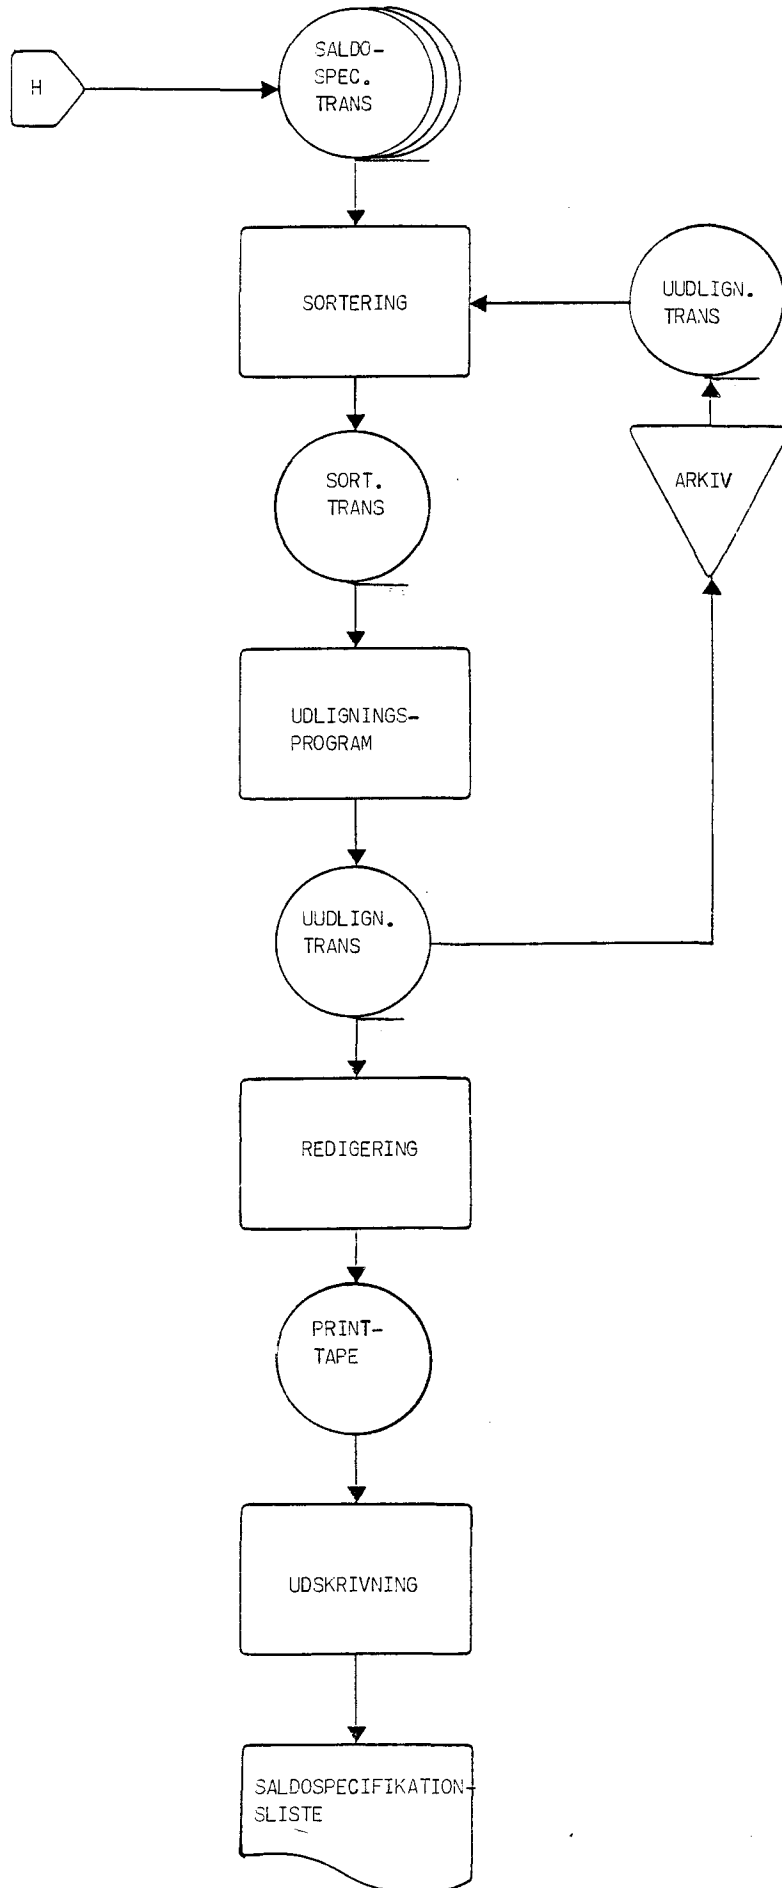 SALDO-
SPEC.
TRANS
H
SORTERING
UUDLIGN.
TRANS
SORT.
TRANS
ARKIV
UDLIGNINGS-
PROGRAM
UUDLIGN.
TRANS
REDIGERING
PRINT-
TAPE
UDSKRIVNING
SALDOSPECIFIKATION-
SLISTE